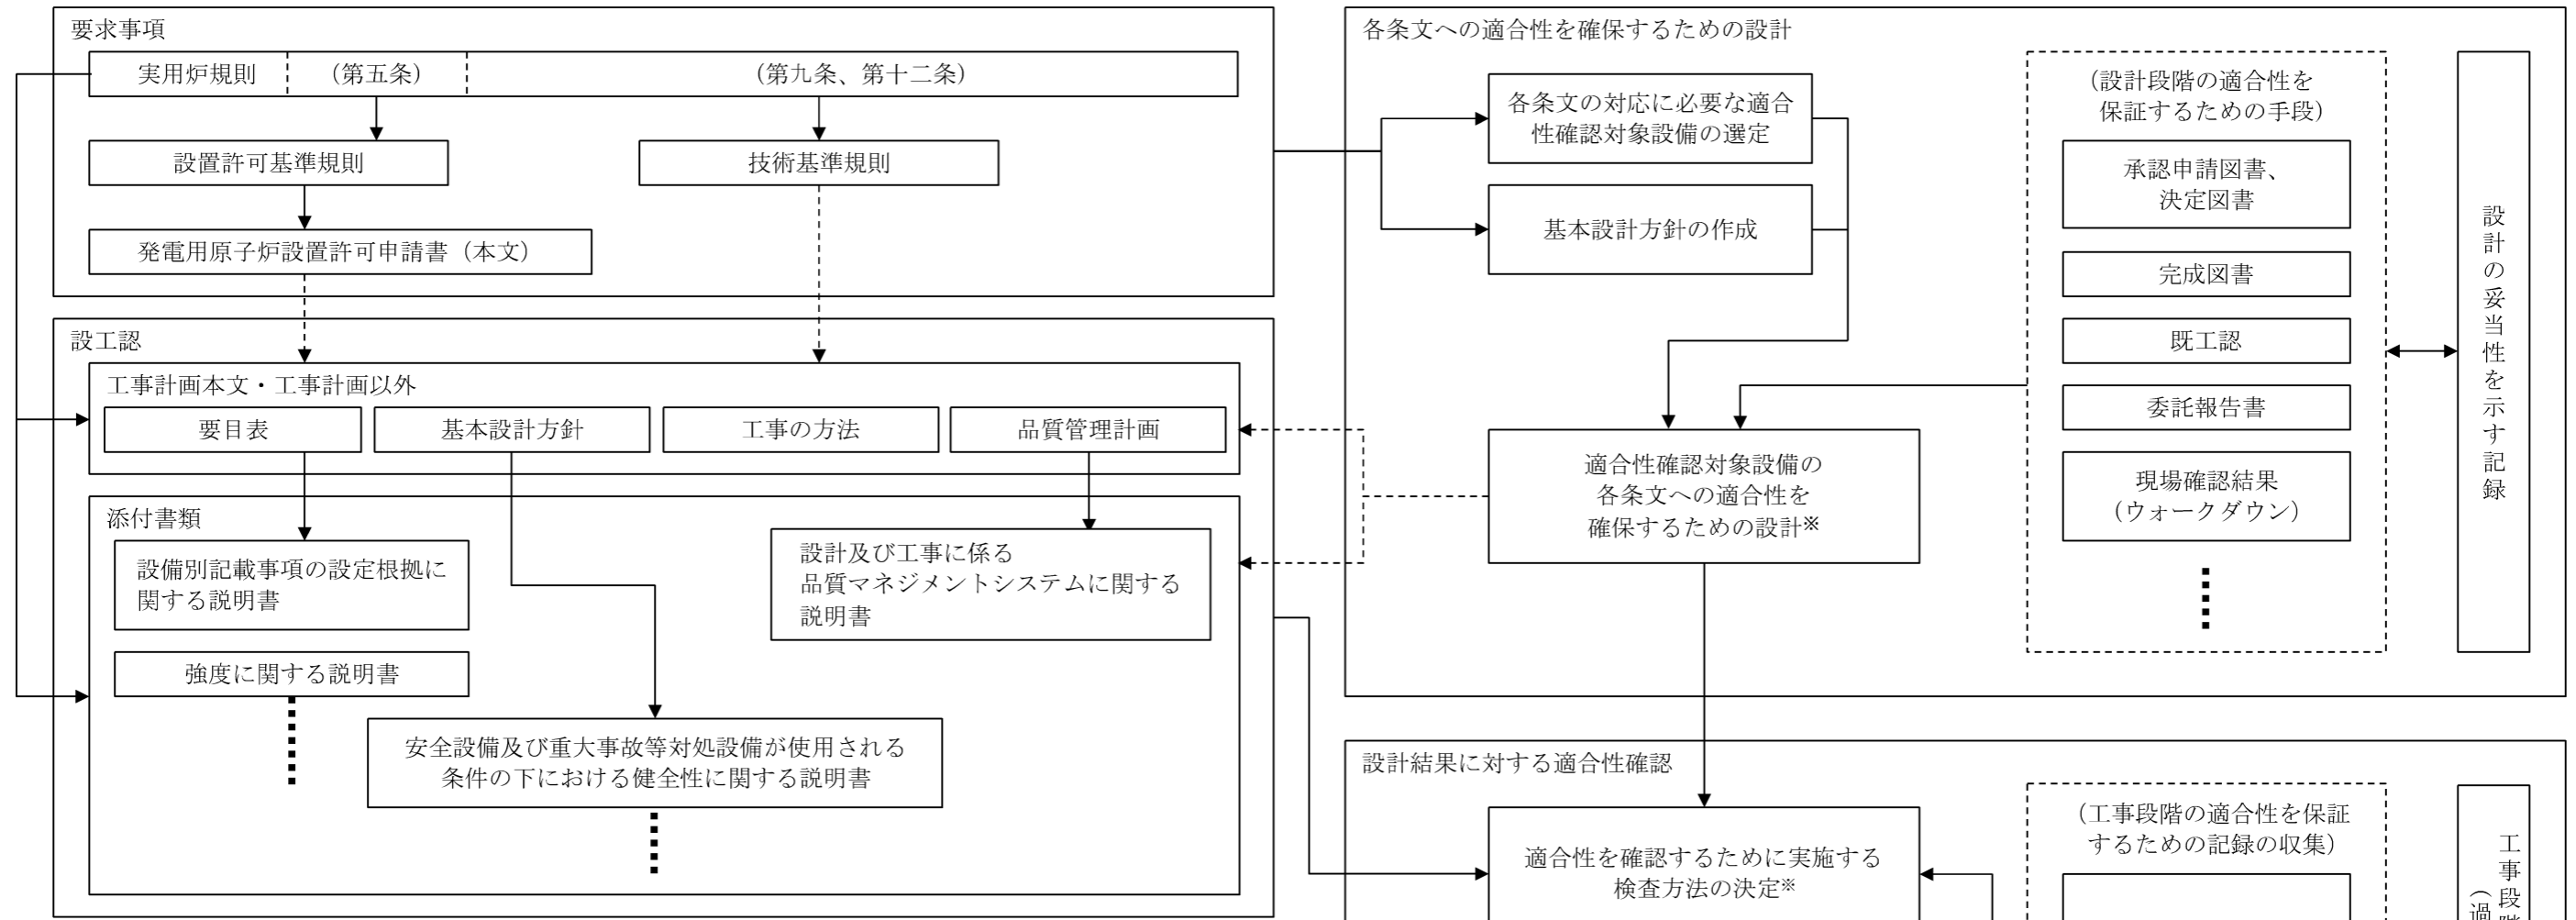 要求事項
実用炉規則
（第五条）
（第九条、第十二条）
設置許可基準規則
技術基準規則
発電用原子炉設置許可申請書（本文）
設工認
工事計画本文・工事計画以外
要目表
基本設計方針
工事の方法
品質管理計画
添付書類
設備別記載事項の設定根拠に
関する説明書
設計及び工事に係る
品質マネジメントシステムに関する
説明書
強度に関する説明書
安全設備及び重大事故等対処設備が使用される
条件の下における健全性に関する説明書
各条文への適合性を確保するための設計
各条文の対応に必要な適合
性確認対象設備の選定
基本設計方針の作成
適合性確認対象設備の
各条文への適合性を
確保するための設計※
（設計段階の適合性を
保証するための手段）
承認申請図書、
決定図書
完成図書
既工認
委託報告書
現場確認結果
（ウォークダウン）
設計の妥当性を示す記録
設計結果に対する適合性確認
適合性を確認するために実施する
検査方法の決定※
（工事段階の適合性を保証
するための記録の収集）
工事段
（過